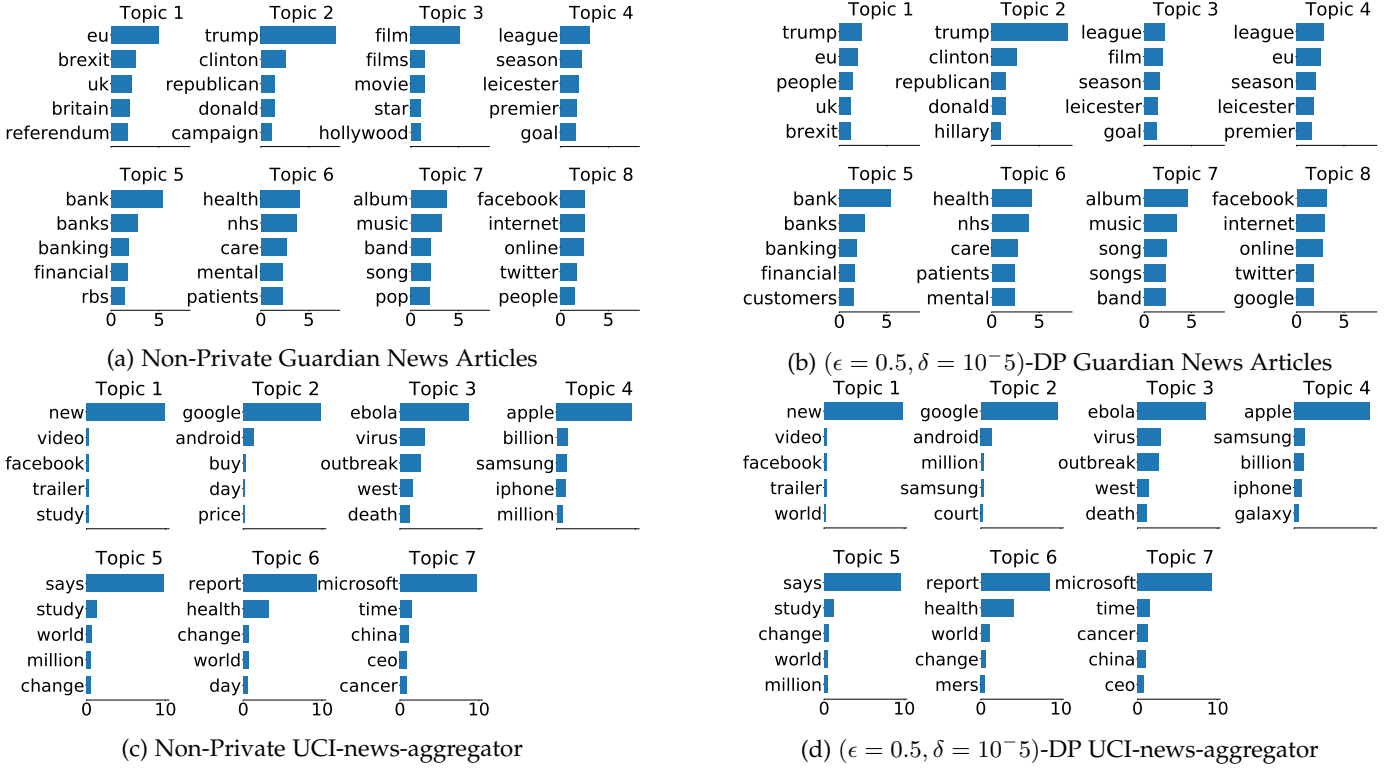 Topic 1 Topic 2 Topic 3 Topic 4
eu trump film league
brexit clinton films season
uk republican movie leicester
britain donald star premier
referendum campaign hollywood goal
Topic 5 Topic 6 Topic 7 Topic 8
bank health album facebook
banks nhs music internet
banking care band online
financial mental song twitter
rbs patients pop people
0 5 0 5 0 5 0 5
(a) Non-Private Guardian News Articles
Topic 1 Topic 2 Topic 3 Topic 4
trump trump league league
eu clinton film eu
people republican season season
uk donald leicester leicester
brexit hillary goal premier
Topic 5 Topic 6 Topic 7 Topic 8
bank health album facebook
banks nhs music internet
banking care song online
financial patients songs twitter
customers mental band google
0 5 0 5 0 5 0 5
(b) (ϵ = 0.5, δ = 10⁻5)-DP Guardian News Articles
Topic 1 Topic 2 Topic 3 Topic 4
new google ebola apple
video android virus billion
facebook buy outbreak samsung
trailer day west iphone
study price death million
Topic 5 Topic 6 Topic 7
says report microsoft
study health time
world change china
million world ceo
change day cancer
0 10 0 10 0 10
(c) Non-Private UCI-news-aggregator
Topic 1 Topic 2 Topic 3 Topic 4
new google ebola apple
video android virus samsung
facebook million outbreak billion
trailer samsung west iphone
world court death galaxy
Topic 5 Topic 6 Topic 7
says report microsoft
study health time
change world cancer
world change china
million mers ceo
0 10 0 10 0 10
(d) (ϵ = 0.5, δ = 10⁻5)-DP UCI-news-aggregator